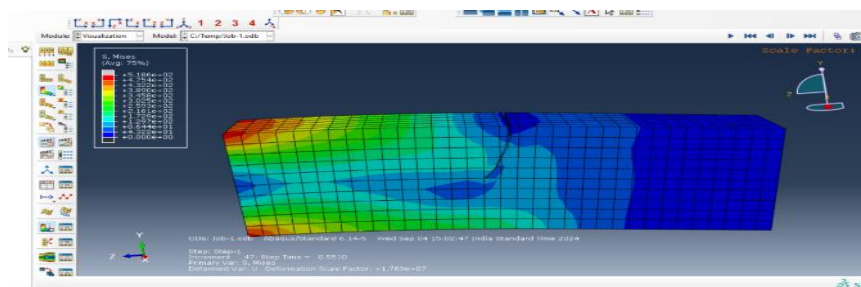 1 2 3 4
Module: Visualization Model: C:/Temp/Job-1.odb
Scale Factor:
S, Mises
(Avg: 75%)
+5.186e+02
+4.754e+02
+4.322e+02
+3.890e+02
+3.458e+02
+3.025e+02
+2.593e+02
+2.161e+02
+1.729e+02
+1.297e+02
+8.644e+01
+4.322e+01
+0.000e+00
Y
Z
Y
Z
X
ODB: Job-1.odb Abaqus/Standard 6.14-5 Wed Sep 04 15:02:47 India Standard Time 2024
Step: Step-1
Increment 47: Step Time = 0.5510
Primary Var: S, Mises
Deformed Var: U Deformation Scale Factor: